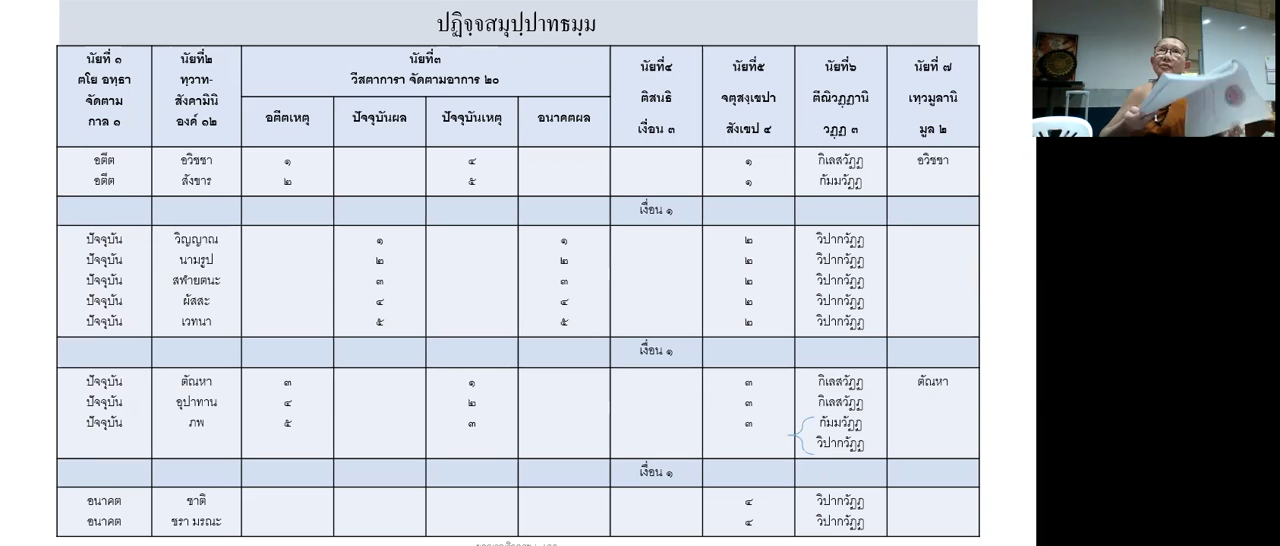 ปฏิจฺจสมุปฺปาทธมฺม
นัยที่ ๑ นัยที่๒ นัยที่๓ นัยที่๔ นัยที่๕ นัยที่๖ นัยที่ ๗
ตโย อทฺธา ทฺวาท- วีสตาการา จัดตามอาการ ๒๐ ติสนธิ จตุสงฺเขปา ตีณิวฏฺฏานิ เทฺวมูลานิ
จัดตาม สังคามินิ
กาล ๑ องค์ ๑๒ อตีตเหตุ ปัจจุบันผล ปัจจุบันเหตุ อนาคตผล เงื่อน ๓ สังเขป ๔ วฏฺฏ ๓ มูล ๒
อตีต อวิชชา ๑ ๔ ๑ กิเลสวัฏฏ อวิชชา
อตีต สังขาร ๒ ๕ ๑ กัมมวัฏฏ
เงื่อน ๑
ปัจจุบัน วิญญาณ ๑ ๑ ๒ วิปากวัฏฏ
ปัจจุบัน นามรูป ๒ ๒ ๒ วิปากวัฏฏ
ปัจจุบัน สฬายตนะ ๓ ๓ ๒ วิปากวัฏฏ
ปัจจุบัน ผัสสะ ๔ ๔ ๒ วิปากวัฏฏ
ปัจจุบัน เวทนา ๕ ๕ ๒ วิปากวัฏฏ
เงื่อน ๑
ปัจจุบัน ตัณหา ๓ ๑ ๓ กิเลสวัฏฏ ตัณหา
ปัจจุบัน อุปาทาน ๔ ๒ ๓ กิเลสวัฏฏ
ปัจจุบัน ภพ ๕ ๓ ๓ กัมมวัฏฏ
วิปากวัฏฏ
เงื่อน ๑
อนาคต ชาติ ๔ วิปากวัฏฏ
อนาคต ชรา มรณะ ๔ วิปากวัฏฏ